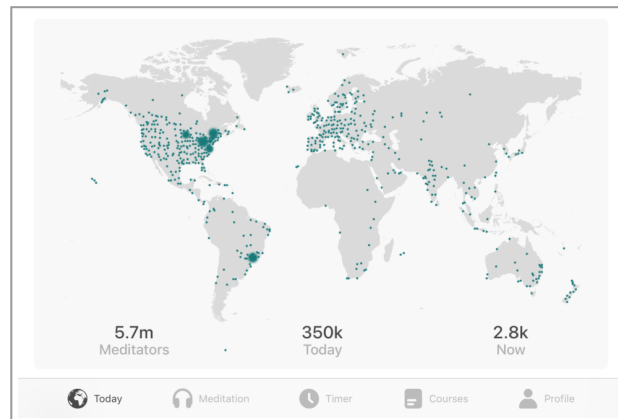 5.7m
Meditators
350k
Today
2.8k
Now
Today
Meditation
Timer
Courses
Profile